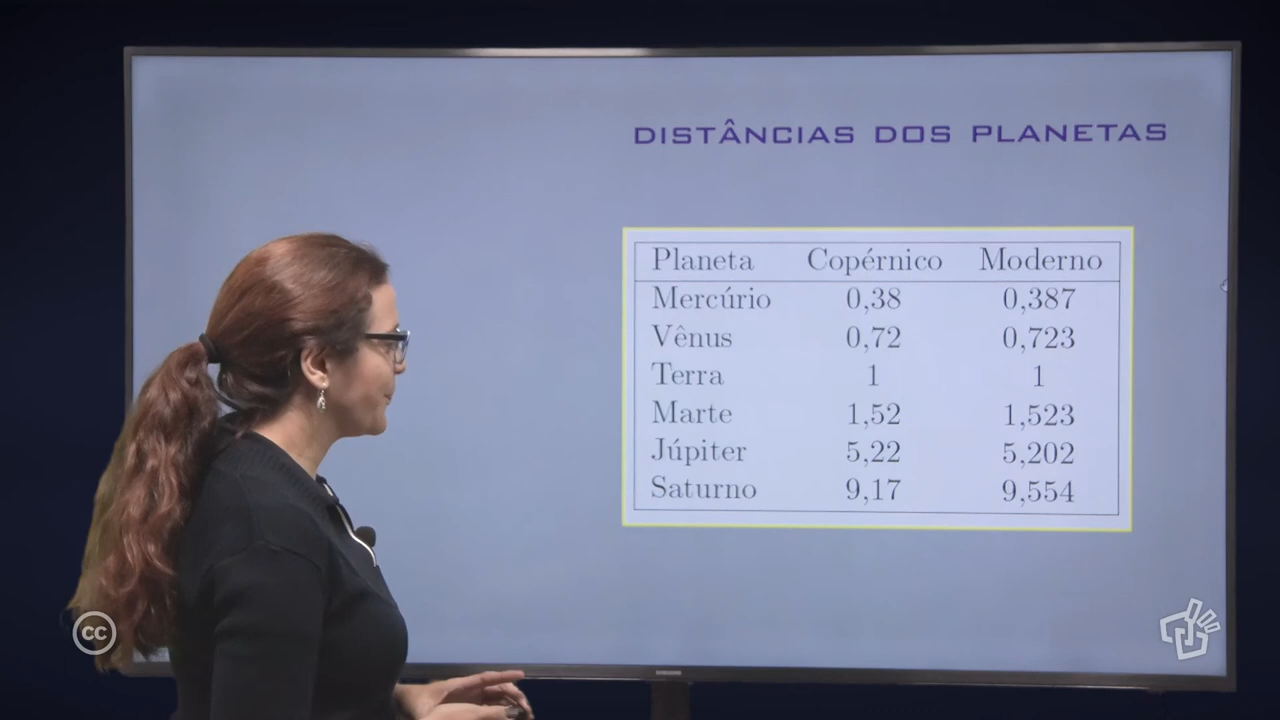 DISTÂNCIAS DOS PLANETAS
Planeta Copérnico Moderno
Mercúrio 0,38 0,387
Vênus 0,72 0,723
Terra 1 1
Marte 1,52 1,523
Júpiter 5,22 5,202
Saturno 9,17 9,554
cc